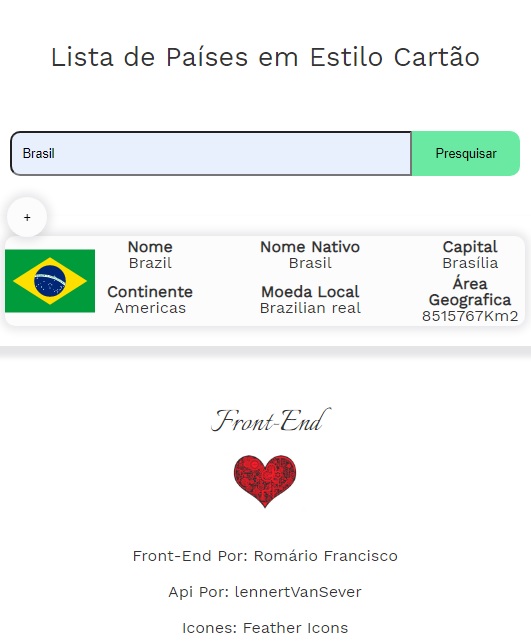 Lista de Países em Estilo Cartão
Brasil
Presquisar
+
Nome
Brazil
Nome Nativo
Brasil
Capital
Brasília
Continente
Americas
Moeda Local
Brazilian real
Área
Geografica
8515767Km2
Front-End
Front-End Por: Romário Francisco
Api Por: lennertVanSever
Icones: Feather Icons